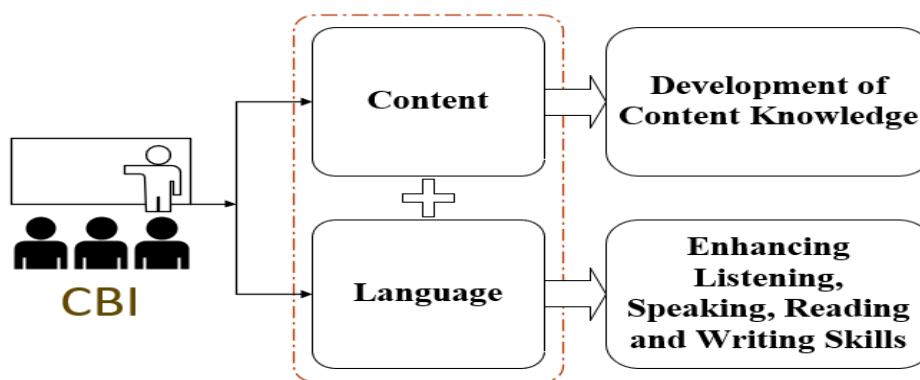 Content
Development of
Content Knowledge
CBI
Language
Enhancing
Listening,
Speaking, Reading
and Writing Skills